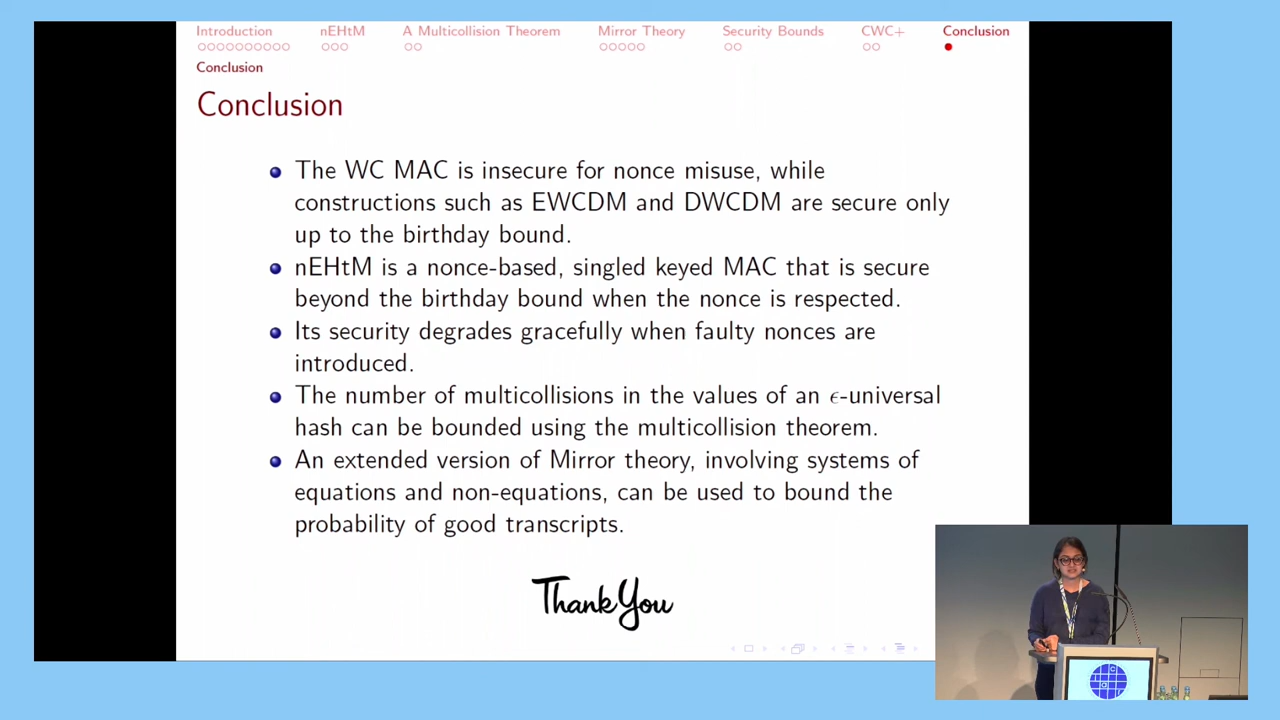 Introduction nEHtM A Multicollision Theorem Mirror Theory Security Bounds CWC+ Conclusion
Conclusion
Conclusion
The WC MAC is insecure for nonce misuse, while
constructions such as EWCDM and DWCDM are secure only
up to the birthday bound.
nEHtM is a nonce-based, singled keyed MAC that is secure
beyond the birthday bound when the nonce is respected.
Its security degrades gracefully when faulty nonces are
introduced.
The number of multicollisions in the values of an ϵ-universal
hash can be bounded using the multicollision theorem.
An extended version of Mirror theory, involving systems of
equations and non-equations, can be used to bound the
probability of good transcripts.
Thank You